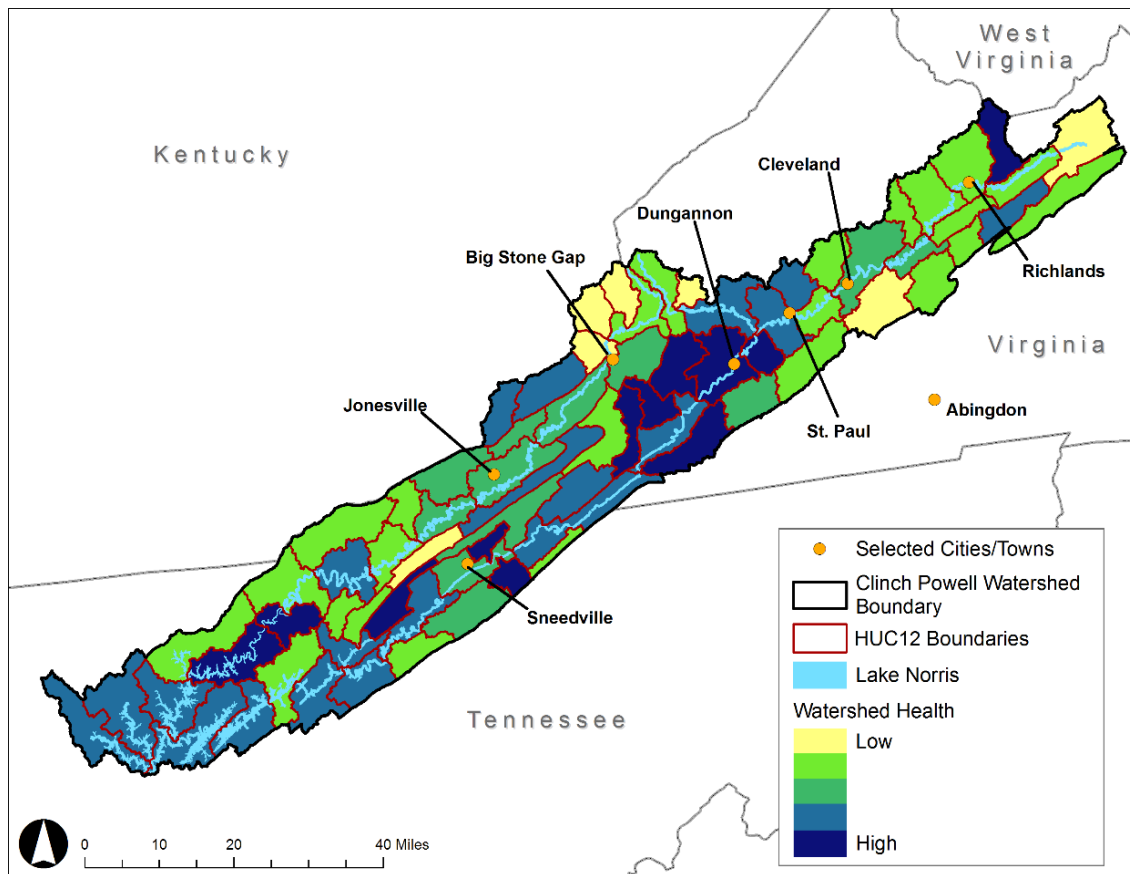 West
Virginia
Kentucky
Cleveland
Dungannon
Big Stone Gap
Richlands
Virginia
Jonesville
Abingdon
St. Paul
Sneedville
Tennessee
Selected Cities/Towns
Clinch Powell Watershed
Boundary
HUC12 Boundaries
Lake Norris
Watershed Health
Low
High
0 10 20 40 Miles